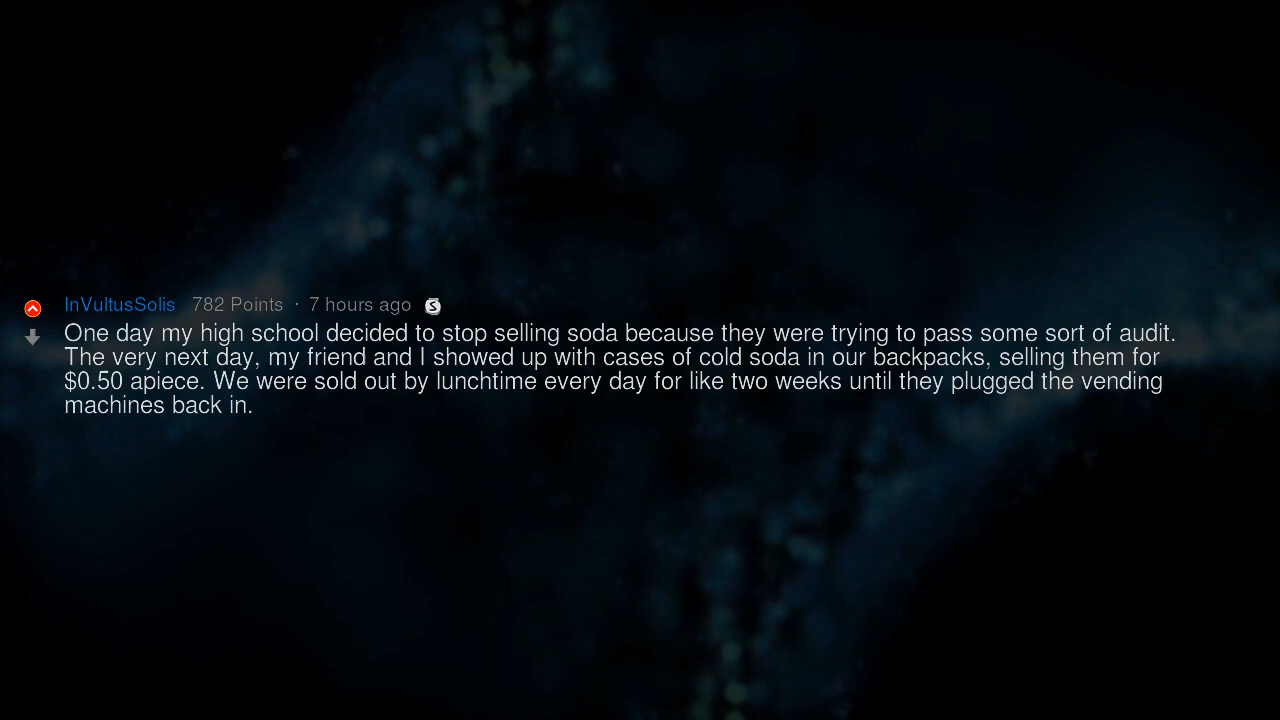 InVultusSolis 782 Points · 7 hours ago S
One day my high school decided to stop selling soda because they were trying to pass some sort of audit.
The very next day, my friend and I showed up with cases of cold soda in our backpacks, selling them for
$0.50 apiece. We were sold out by lunchtime every day for like two weeks until they plugged the vending
machines back in.